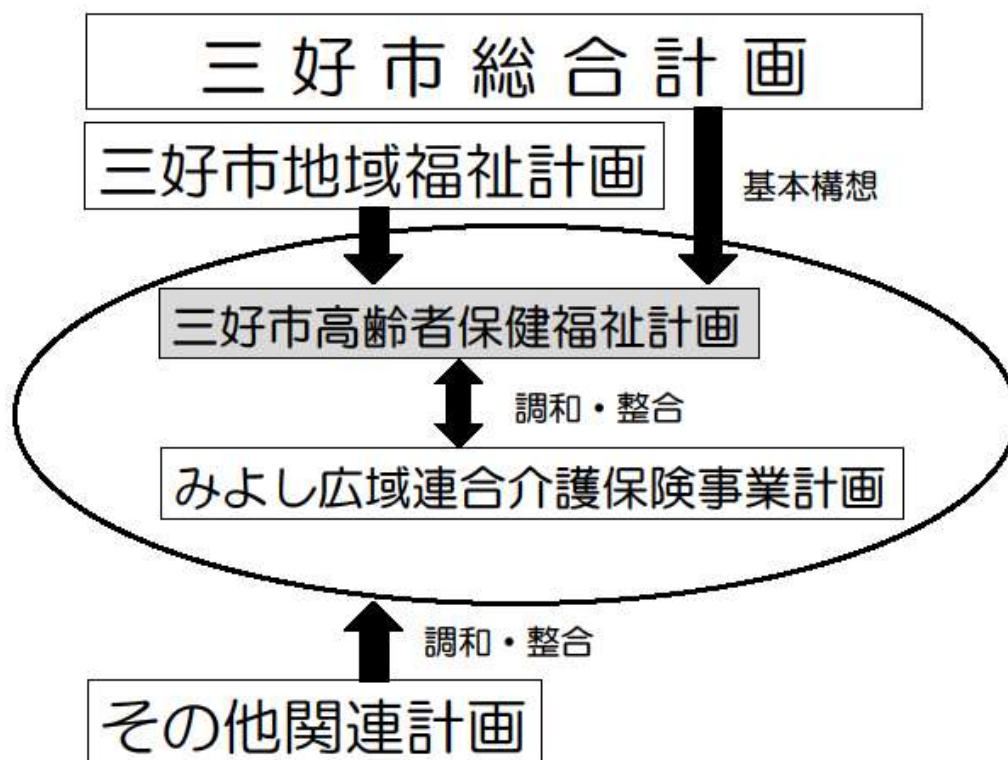 三好市総合計画
三好市地域福祉計画
基本構想
三好市高齢者保健福祉計画
調和・整合
みよし広域連合介護保険事業計画
調和・整合
その他関連計画